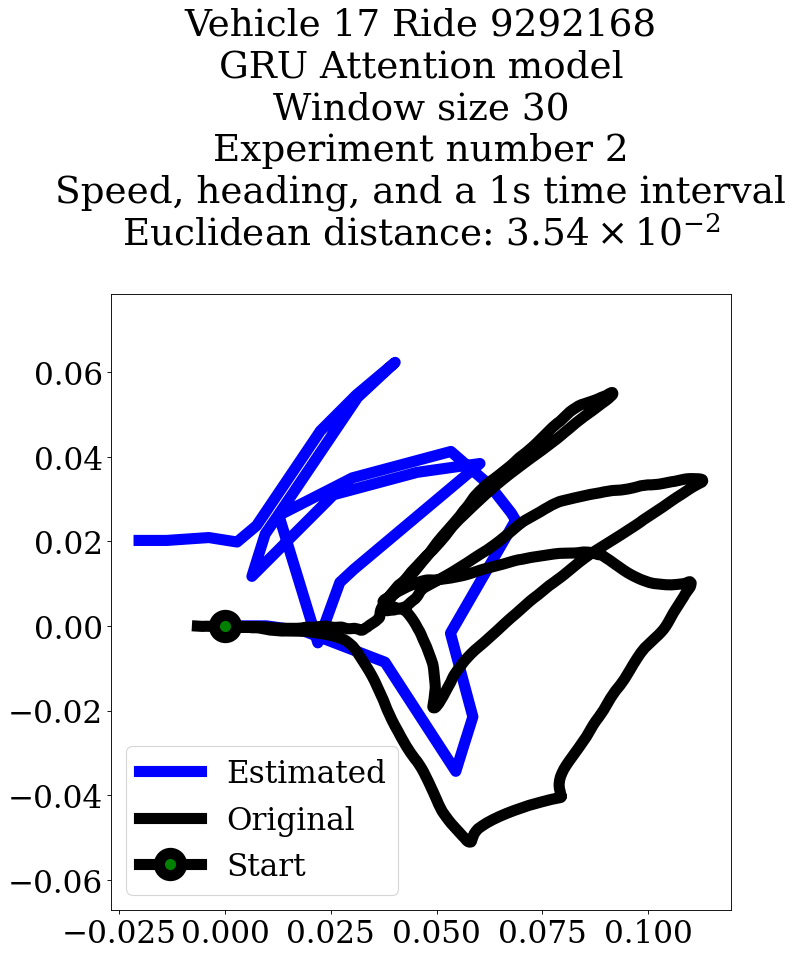 Vehicle 17 Ride 9292168
GRU Attention model
Window size 30
Experiment number 2
Speed, heading, and a 1s time interval
Euclidean distance: 3.54 × 10⁻²
0.06
0.04
0.02
0.00
−0.02
−0.04
−0.06
Estimated
Original
Start
−0.025 0.000 0.025 0.050 0.075 0.100